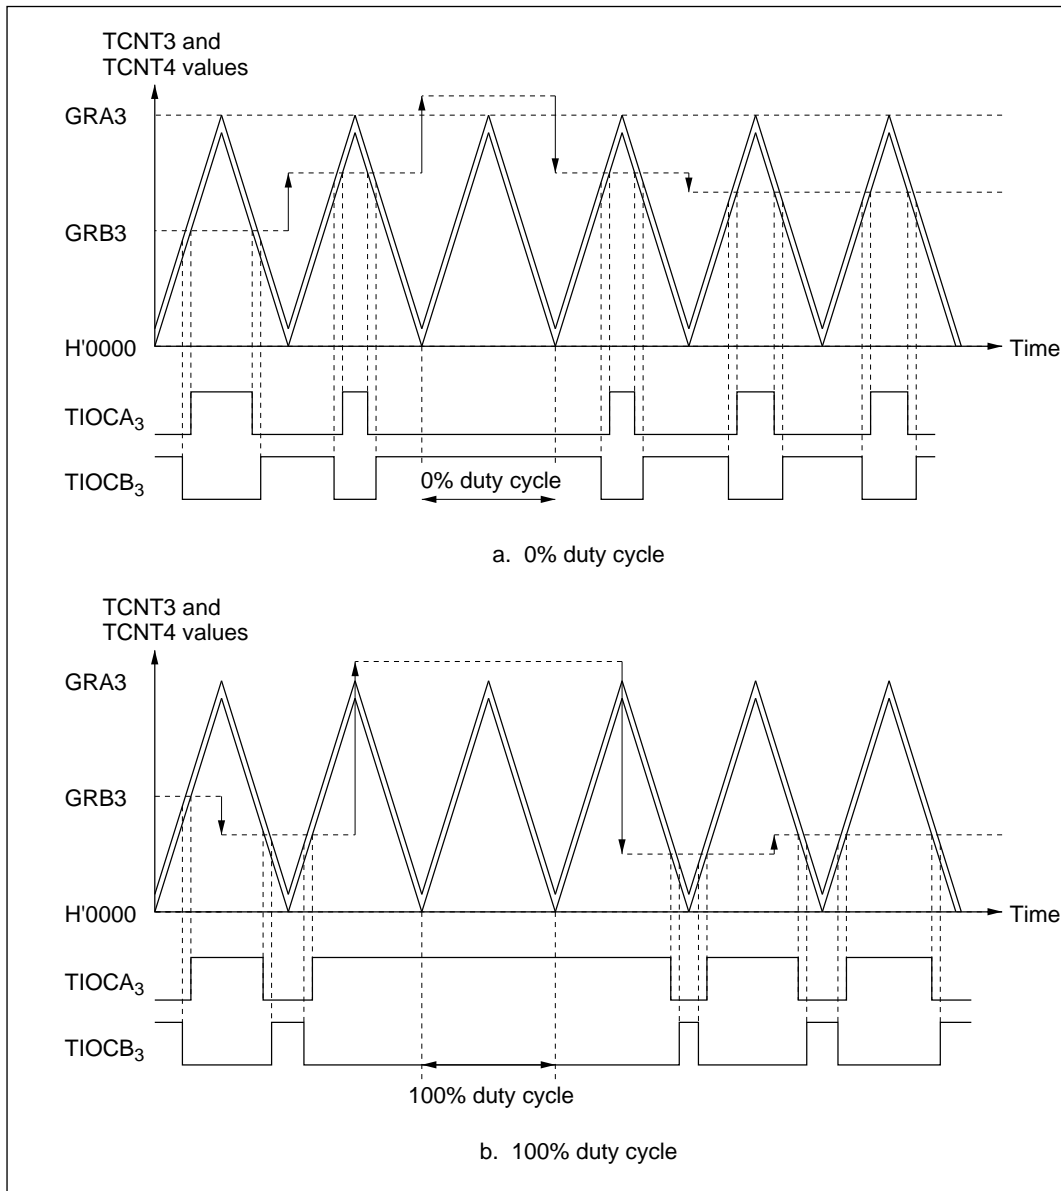 TCNT3 and
TCNT4 values
GRA3
GRB3
H'0000
Time
TIOCA3
TIOCB3
0% duty cycle
a. 0% duty cycle
TCNT3 and
TCNT4 values
GRA3
GRB3
H'0000
Time
TIOCA3
TIOCB3
100% duty cycle
b. 100% duty cycle